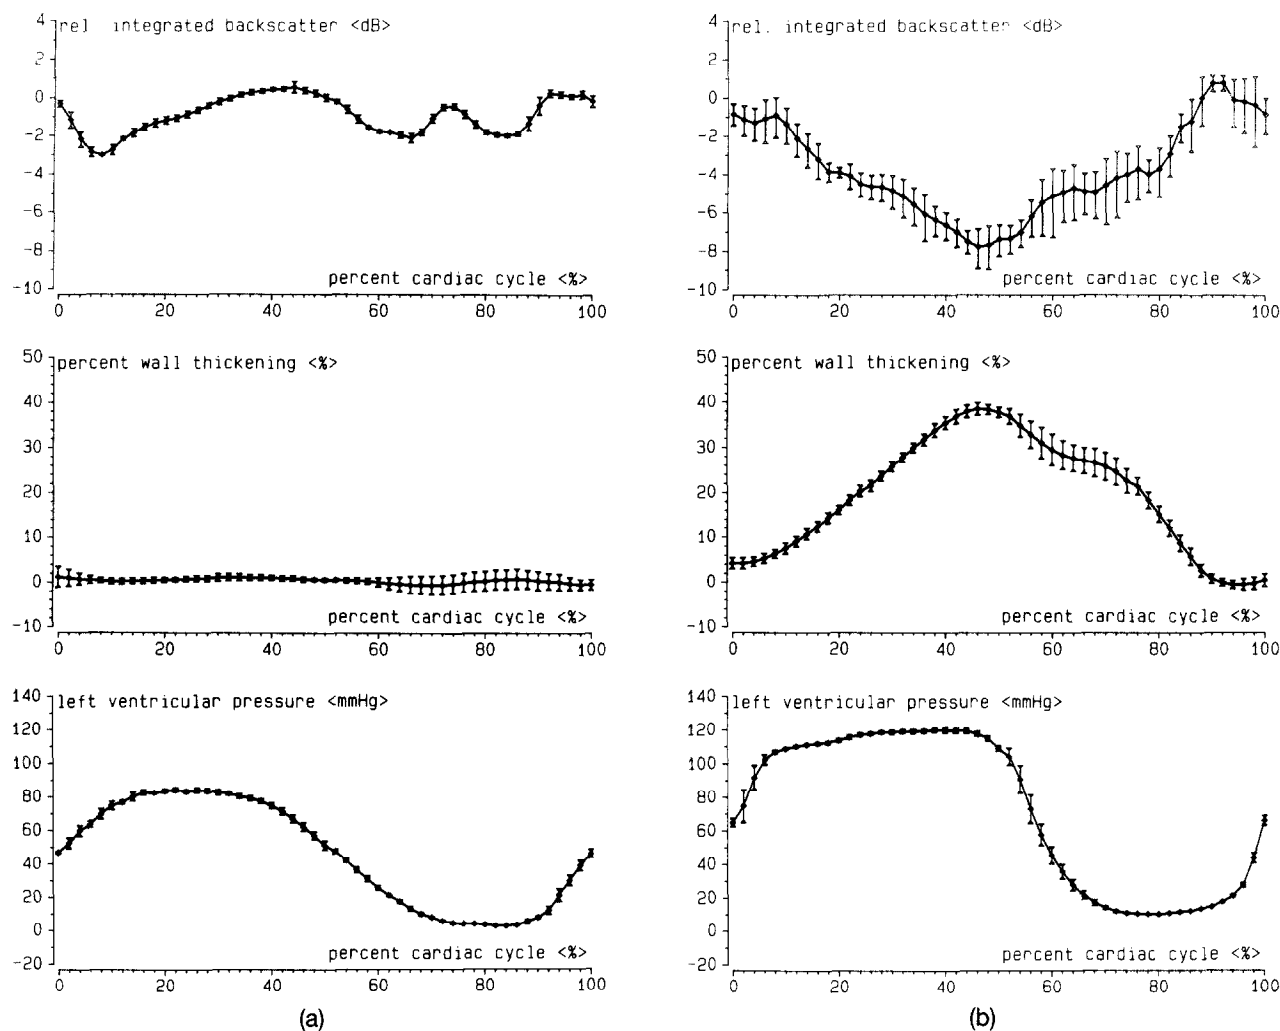 4
rel integrated backscatter <dB>
2
0
-2
-4
-6
-8
-10
percent cardiac cycle <%>
0 20 40 60 80 100
50
percent wall thickening <%>
40
30
20
10
0
-10
percent cardiac cycle <%>
0 20 40 60 80 100
140
left ventricular pressure <mmHg>
120
100
80
60
40
20
0
-20
percent cardiac cycle <%>
0 20 40 60 80 100
(a)
4
rel. integrated backscatter <dB>
2
0
-2
-4
-6
-8
-10
percent cardiac cycle <%>
0 20 40 60 80 100
50
percent wall thickening <%>
40
30
20
10
0
-10
percent cardiac cycle <%>
0 20 40 60 80 100
140
left ventricular pressure <mmHg>
120
100
80
60
40
20
0
-20
percent cardiac cycle <%>
0 20 40 60 80 100
(b)